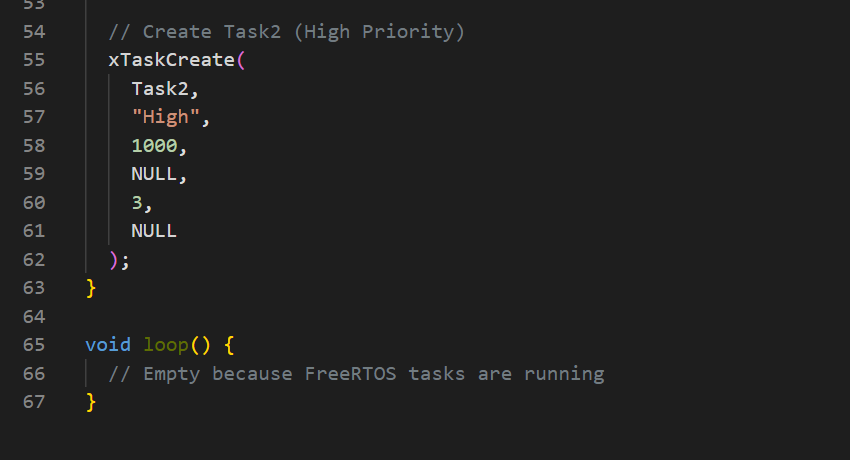 53
54 // Create Task2 (High Priority)
55 xTaskCreate(
56 Task2,
57 "High",
58 1000,
59 NULL,
60 3,
61 NULL
62 );
63 }
64
65 void loop() {
66 // Empty because FreeRTOS tasks are running
67 }